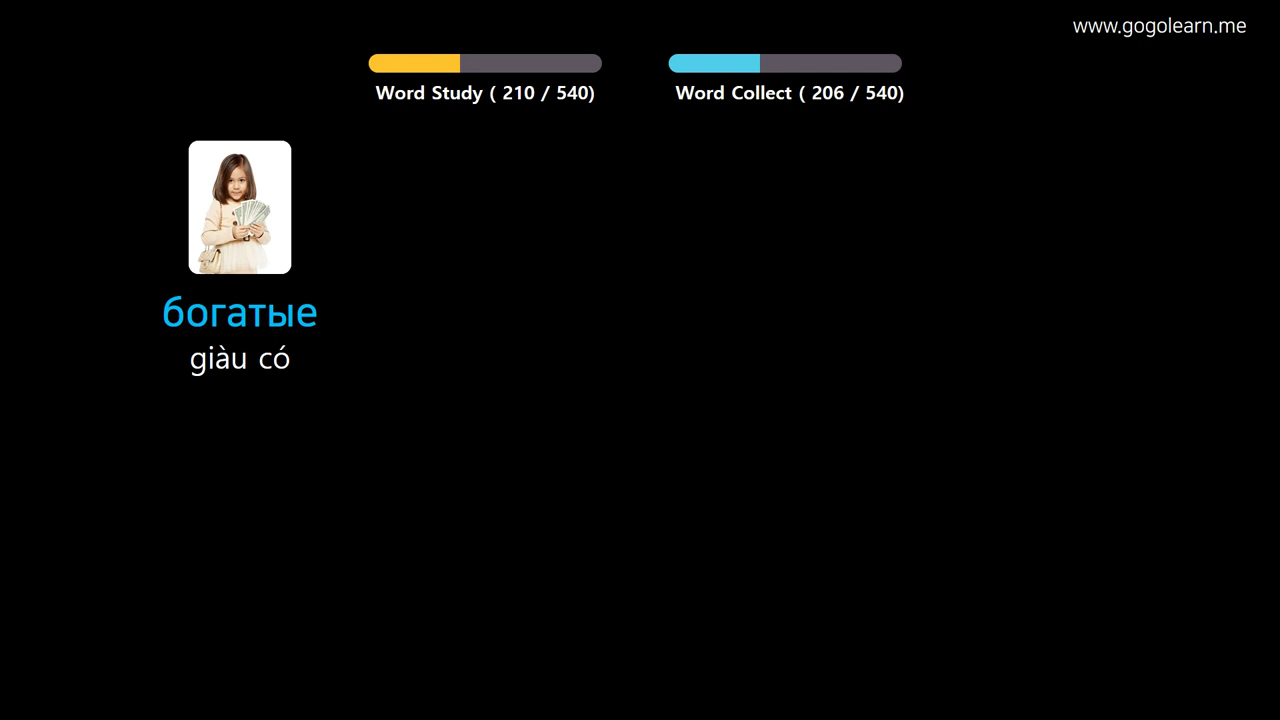 www.gogolearn.me
Word Study ( 210 / 540)
Word Collect ( 206 / 540)
богатые
giàu có